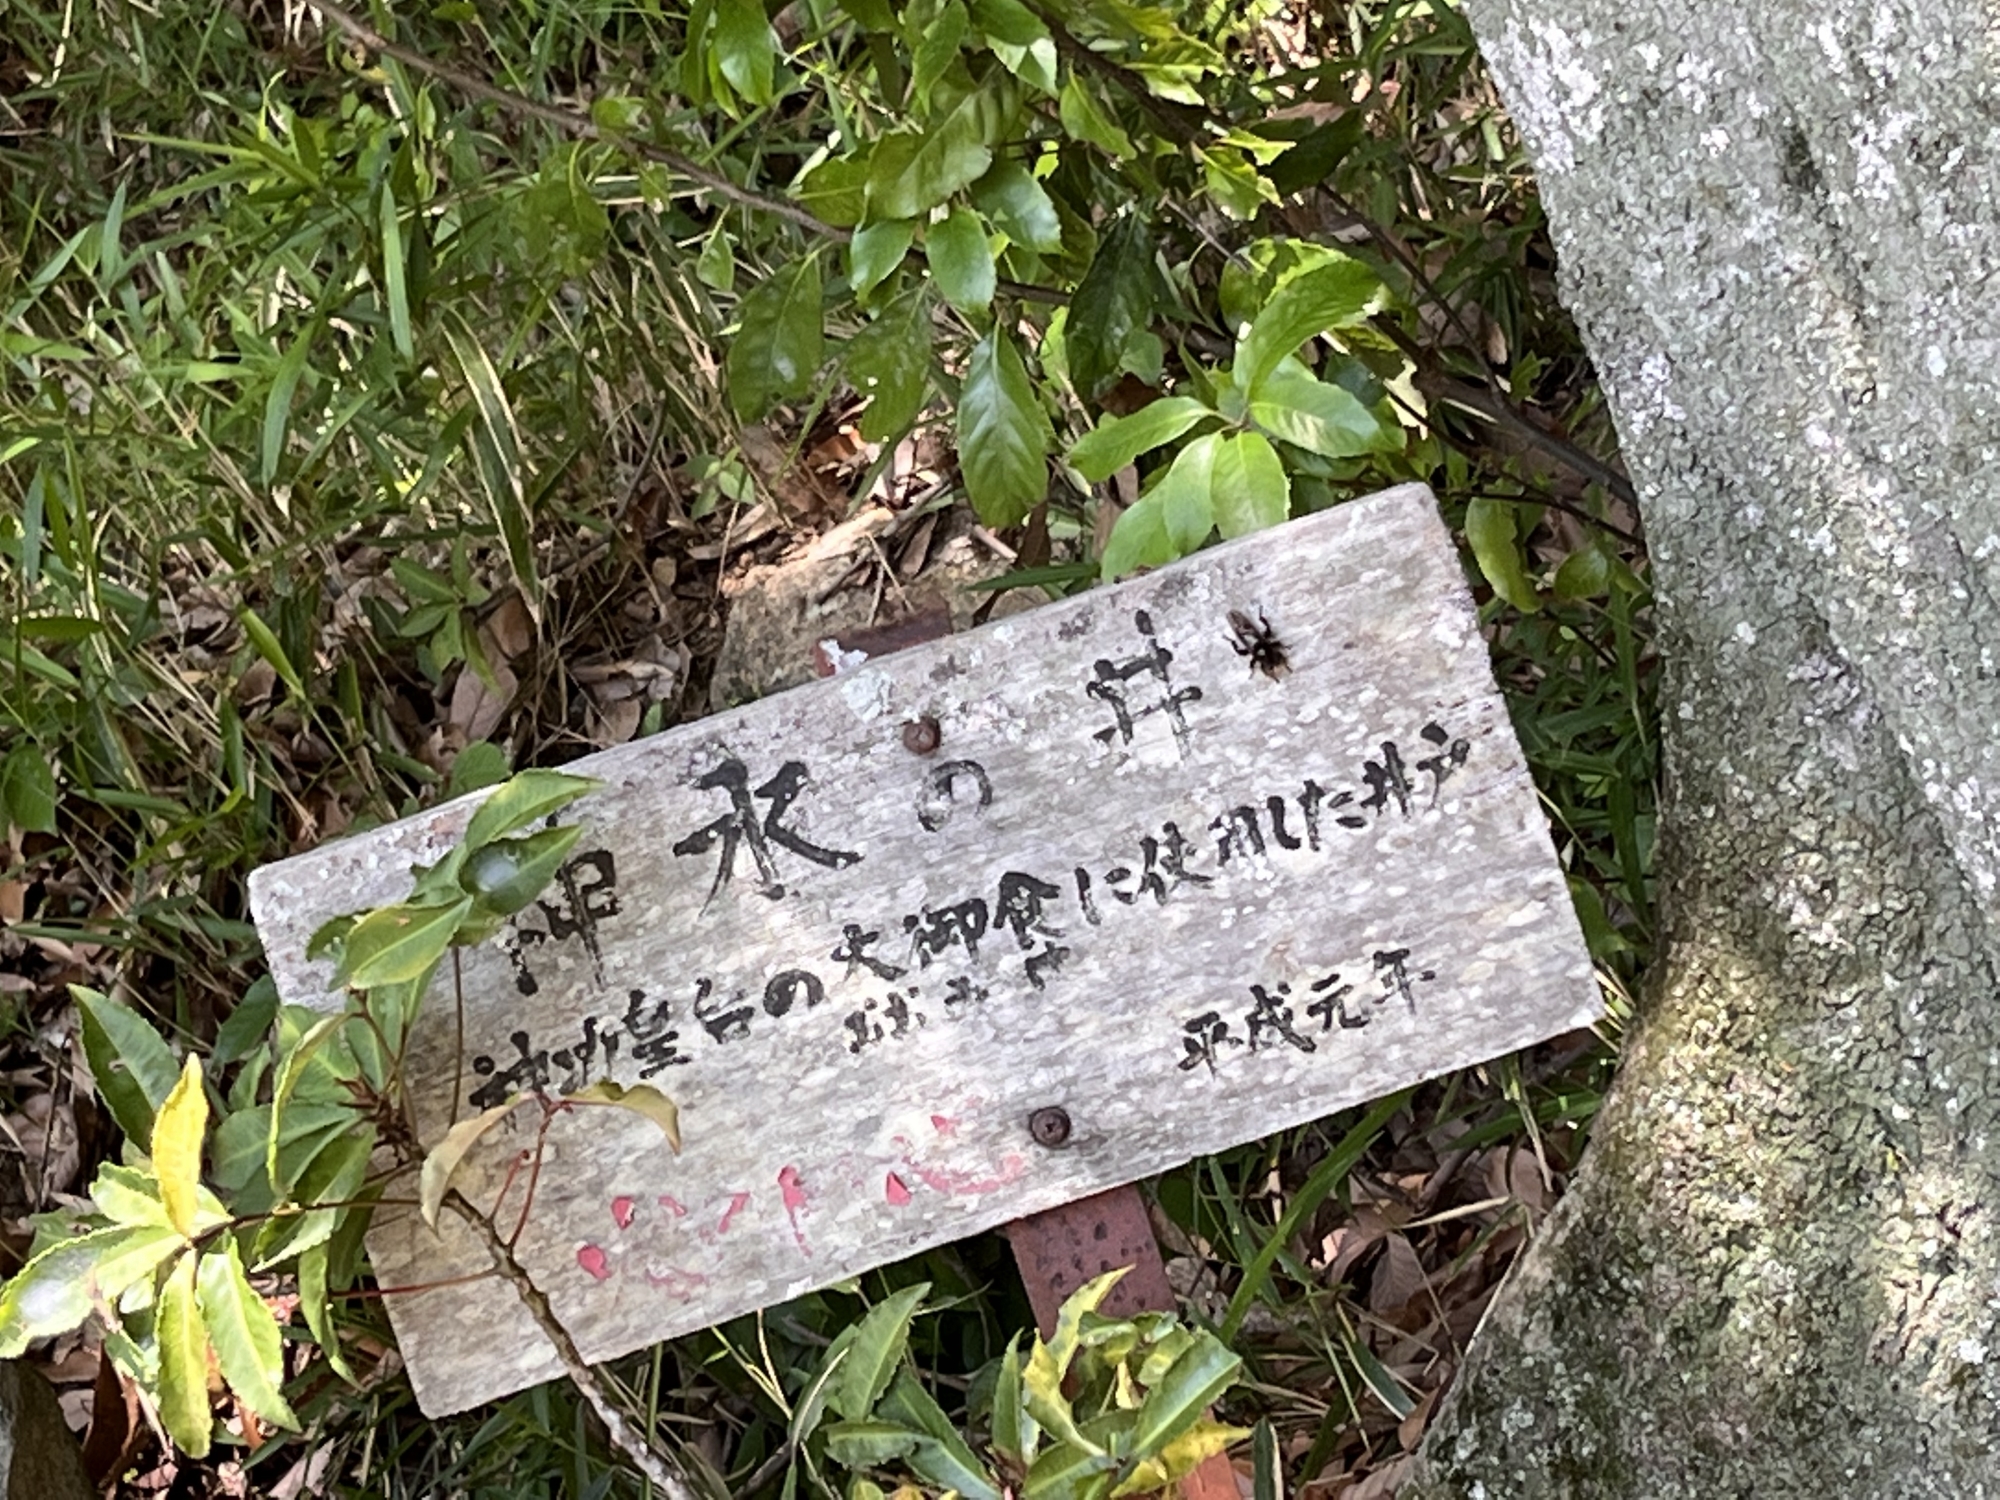 神水の井
神功皇后の大御食に使用した井戸
平成元年